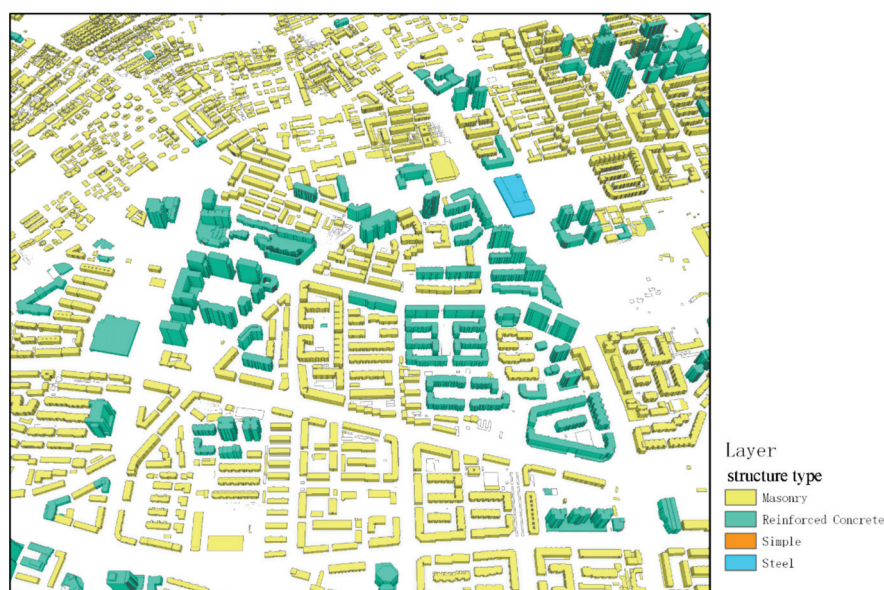 Layer
structure type
Masonry
Reinforced Concrete
Simple
Steel